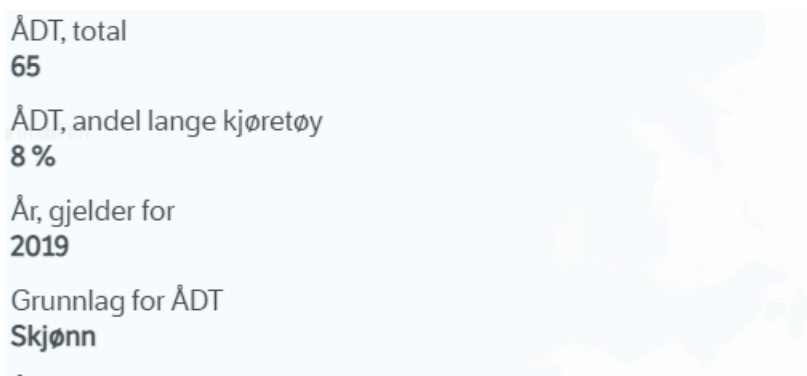 ÅDT, total
65
ÅDT, andel lange kjøretøy
8 %
År, gjelder for
2019
Grunnlag for ÅDT
Skjønn